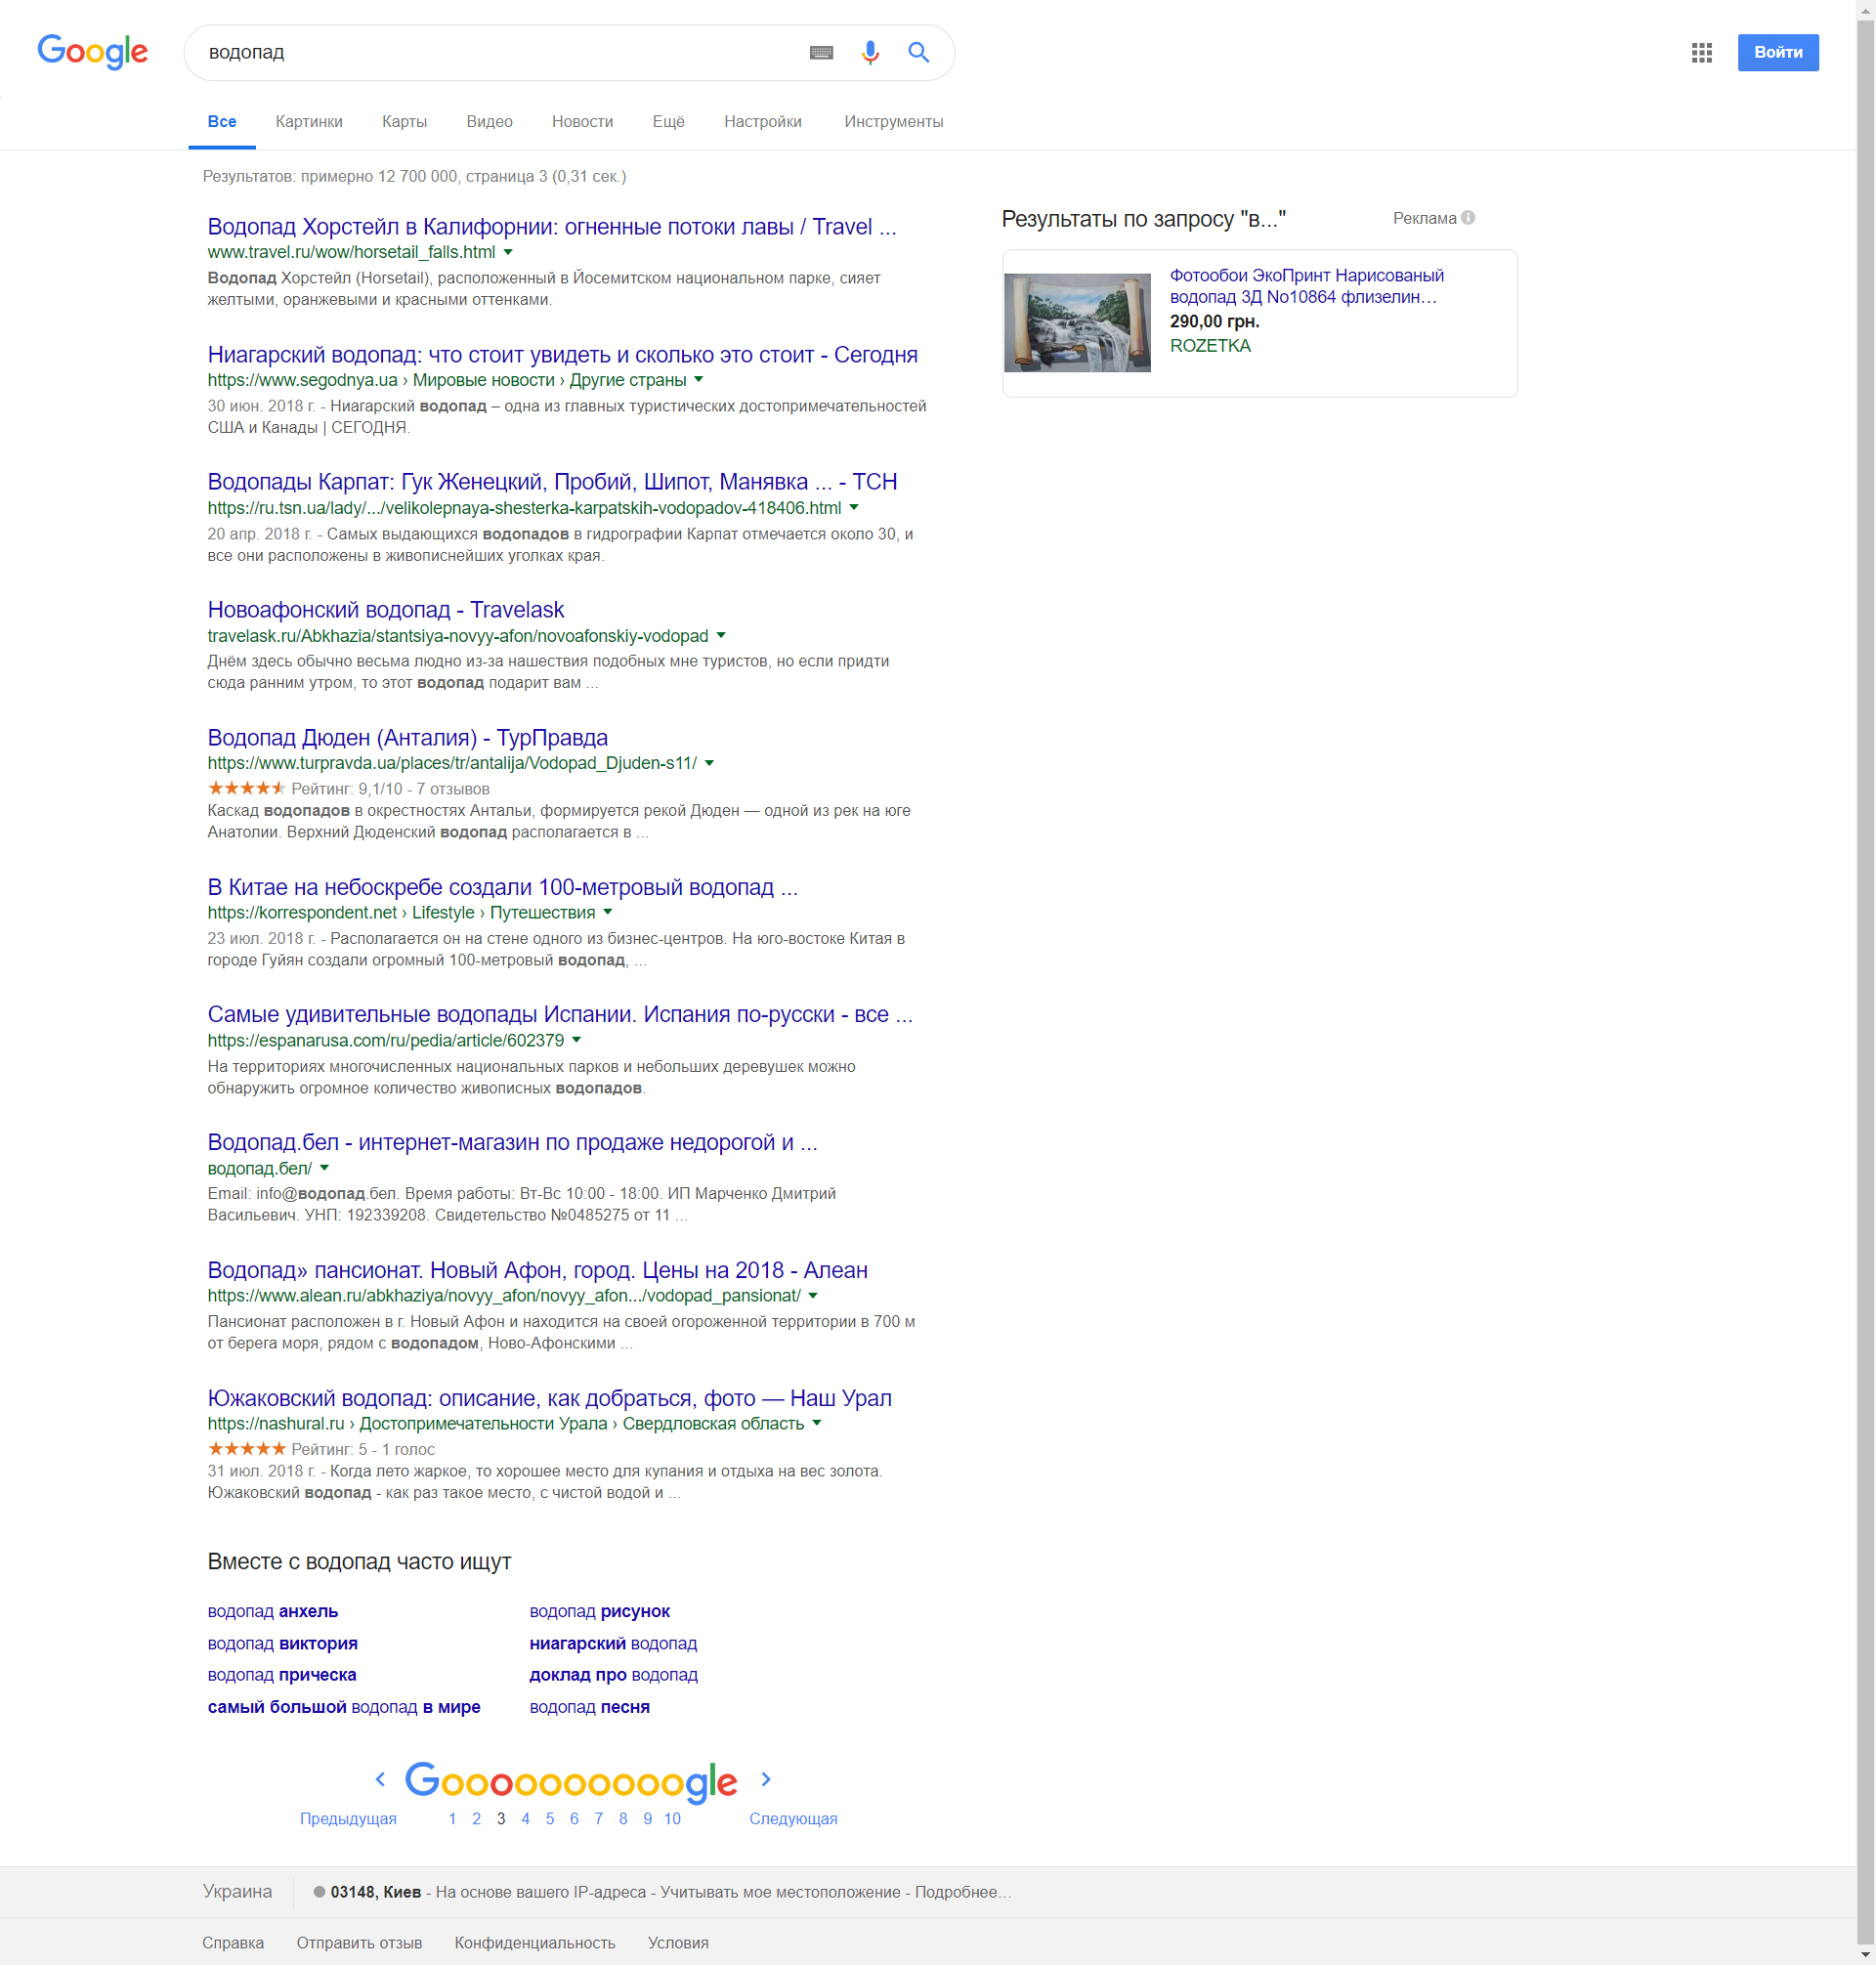 Google
водопад
Войти
Все Картинки Карты Видео Новости Ещё Настройки Инструменты
Результатов: примерно 12 700 000, страница 3 (0,31 сек.)
Водопад Хорстейл в Калифорнии: огненные потоки лавы / Travel ...
www.travel.ru/wow/horsetail_falls.html
Водопад Хорстейл (Horsetail), расположенный в Йосемитском национальном парке, сияет
желтыми, оранжевыми и красными оттенками.
Ниагарский водопад: что стоит увидеть и сколько это стоит - Сегодня
https://www.segodnya.ua › Мировые новости › Другие страны
30 июн. 2018 г. - Ниагарский водопад – одна из главных туристических достопримечательностей
США и Канады | СЕГОДНЯ.
Водопады Карпат: Гук Женецкий, Пробий, Шипот, Манявка ... - ТСН
https://ru.tsn.ua/lady/.../velikolepnaya-shesterka-karpatskih-vodopadov-418406.html
20 апр. 2018 г. - Самых выдающихся водопадов в гидрографии Карпат отмечается около 30, и
все они расположены в живописнейших уголках края.
Новоафонский водопад - Travelask
travelask.ru/Abkhazia/stantsiya-novyy-afon/novoafonskiy-vodopad
Днём здесь обычно весьма людно из-за нашествия подобных мне туристов, но если придти
сюда ранним утром, то этот водопад подарит вам ...
Водопад Дюден (Анталия) - ТурПравда
https://www.turpravda.ua/places/tr/antalija/Vodopad_Djuden-s11/
Рейтинг: 9,1/10 - 7 отзывов
Каскад водопадов в окрестностях Антальи, формируется рекой Дюден — одной из рек на юге
Анатолии. Верхний Дюденский водопад располагается в ...
В Китае на небоскребе создали 100-метровый водопад ...
https://korrespondent.net › Lifestyle › Путешествия
23 июл. 2018 г. - Располагается он на стене одного из бизнес-центров. На юго-востоке Китая в
городе Гуйян создали огромный 100-метровый водопад, ...
Самые удивительные водопады Испании. Испания по-русски - все ...
https://espanarusa.com/ru/pedia/article/602379
На территориях многочисленных национальных парков и небольших деревушек можно
обнаружить огромное количество живописных водопадов.
Водопад.бел - интернет-магазин по продаже недорогой и ...
водопад.бел/
Email: info@водопад.бел. Время работы: Вт-Вс 10:00 - 18:00. ИП Марченко Дмитрий
Васильевич. УНП: 192339208. Свидетельство №0485275 от 11 ...
Водопад» пансионат. Новый Афон, город. Цены на 2018 - Алеан
https://www.alean.ru/abkhaziya/novyy_afon/novyy_afon.../vodopad_pansionat/
Пансионат расположен в г. Новый Афон и находится на своей огороженной территории в 700 м
от берега моря, рядом с водопадом, Ново-Афонскими ...
Южаковский водопад: описание, как добраться, фото — Наш Урал
https://nashural.ru › Достопримечательности Урала › Свердловская область
Рейтинг: 5 - 1 голос
31 июл. 2018 г. - Когда лето жаркое, то хорошее место для купания и отдыха на вес золота.
Южаковский водопад - как раз такое место, с чистой водой и ...
Результаты по запросу "в..." Реклама
Фотообои ЭкоПринт Нарисованый
водопад 3Д No10864 флизелин…
290,00 грн.
ROZETKA
Вместе с водопад часто ищут
водопад анхель водопад рисунок
водопад виктория ниагарский водопад
водопад прическа доклад про водопад
самый большой водопад в мире водопад песня
Goooooooooogle
Предыдущая 1 2 3 4 5 6 7 8 9 10 Следующая
Украина 03148, Киев - На основе вашего IP-адреса - Учитывать мое местоположение - Подробнее…
Справка Отправить отзыв Конфиденциальность Условия